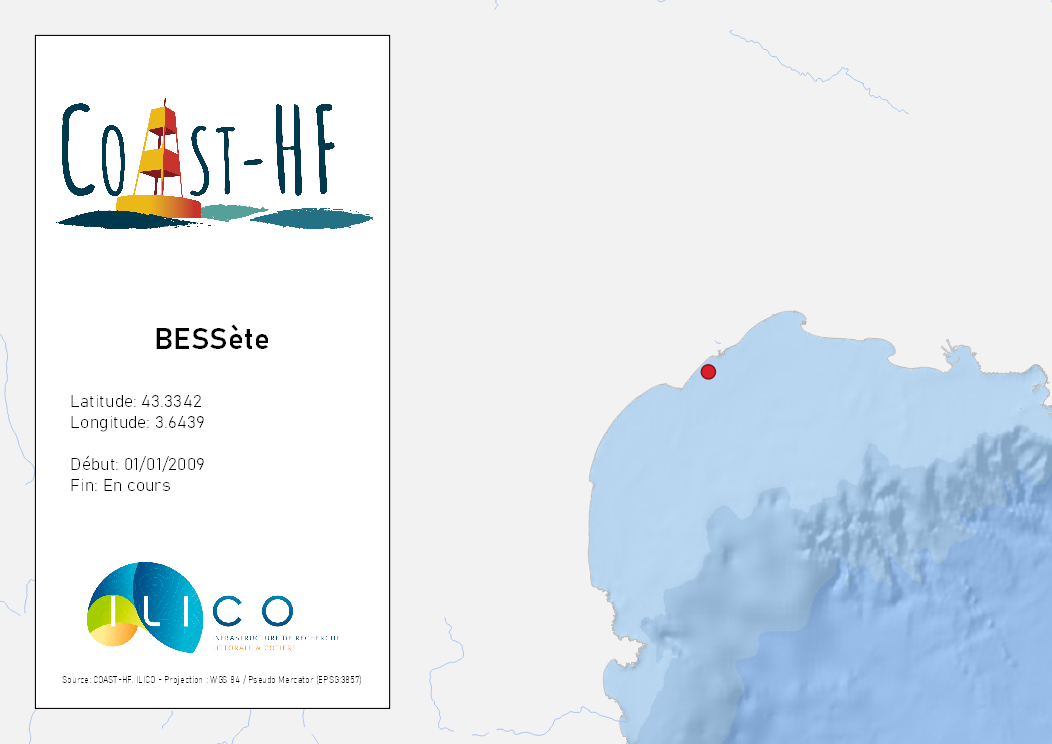 COAST-HF
BESSète
Latitude: 43.3342
Longitude: 3.6439
Début: 01/01/2009
Fin: En cours
ILICO
INFRASTRUCTURE DE RECHERCHE
LITTORALE & COTIERE
Source: COAST-HF, ILICO - Projection : WGS 84 / Pseudo Mercator (EPSG:3857)